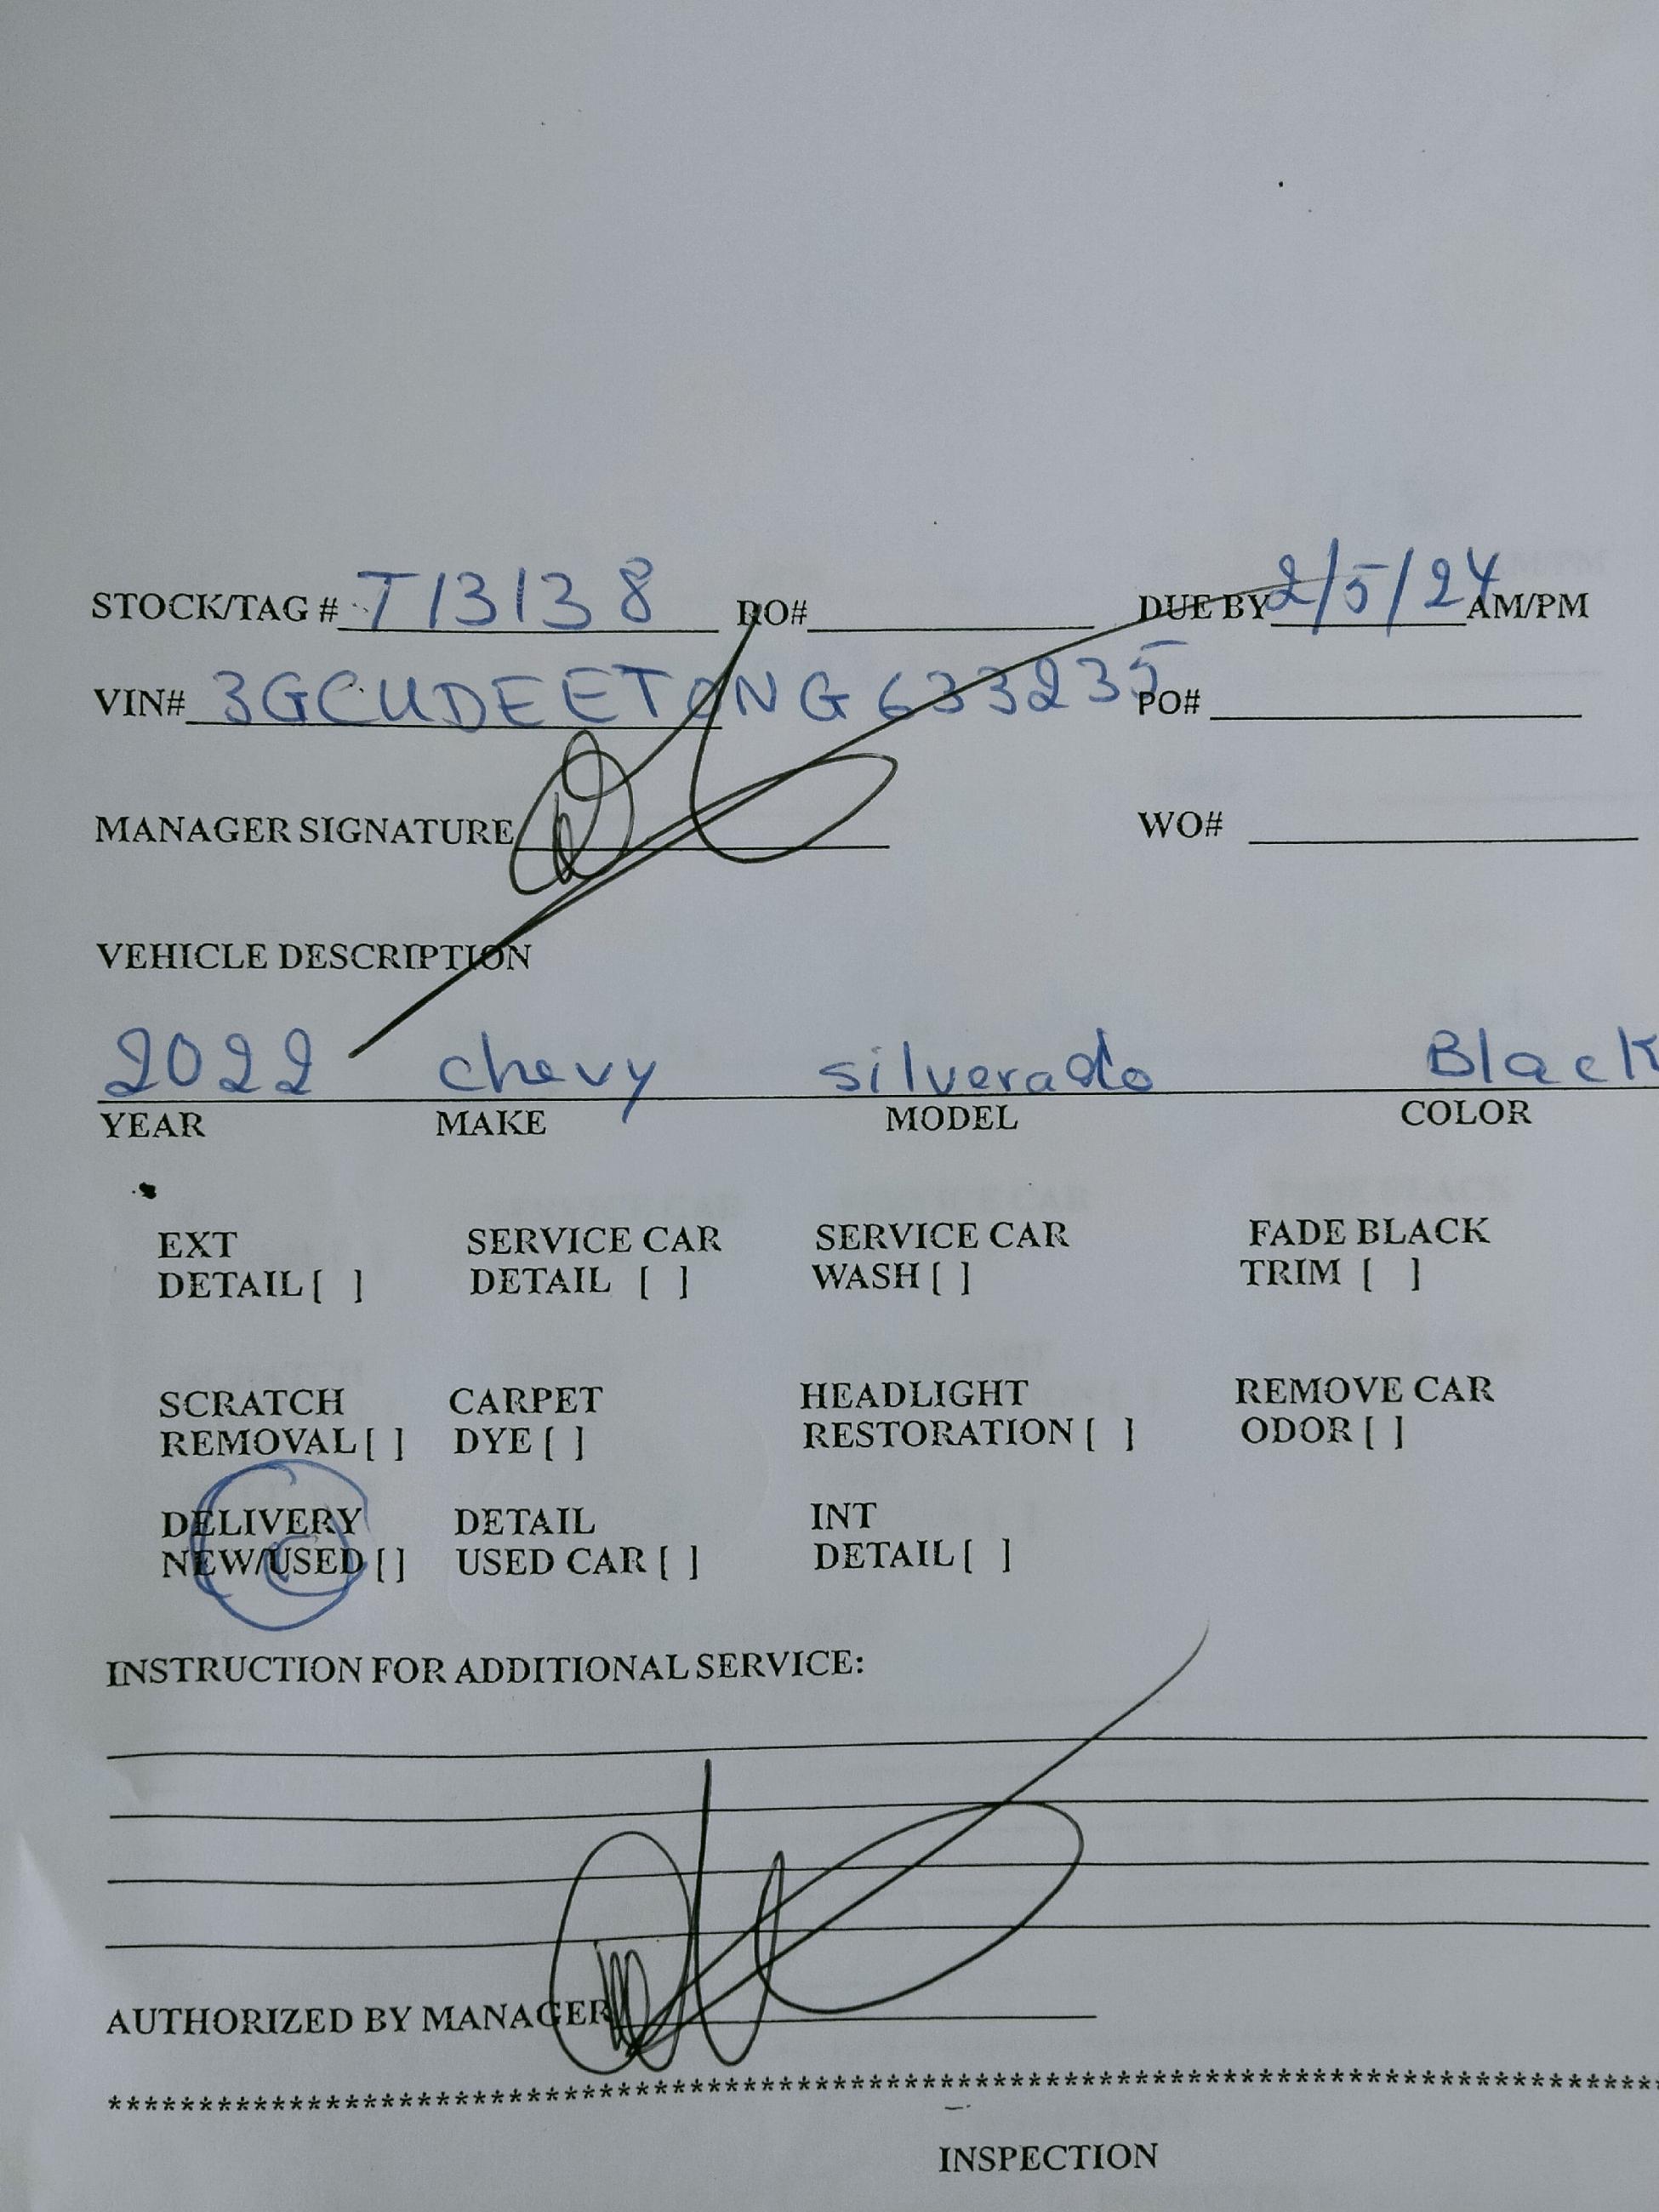 STOCK/TAG # T13138 RO# DUE BY 2/5/24 AM/PM
VIN# 3GCUDEET0NG633235 PO#
MANAGER SIGNATURE WO#
VEHICLE DESCRIPTION
2022 chevy silverado Black
YEAR MAKE MODEL COLOR
EXT SERVICE CAR SERVICE CAR FADE BLACK
DETAIL [ ] DETAIL [ ] WASH [ ] TRIM [ ]
SCRATCH CARPET HEADLIGHT REMOVE CAR
REMOVAL [ ] DYE [ ] RESTORATION [ ] ODOR [ ]
DELIVERY DETAIL INT
NEW/USED [ ] USED CAR [ ] DETAIL [ ]
INSTRUCTION FOR ADDITIONAL SERVICE:
AUTHORIZED BY MANAGER
INSPECTION